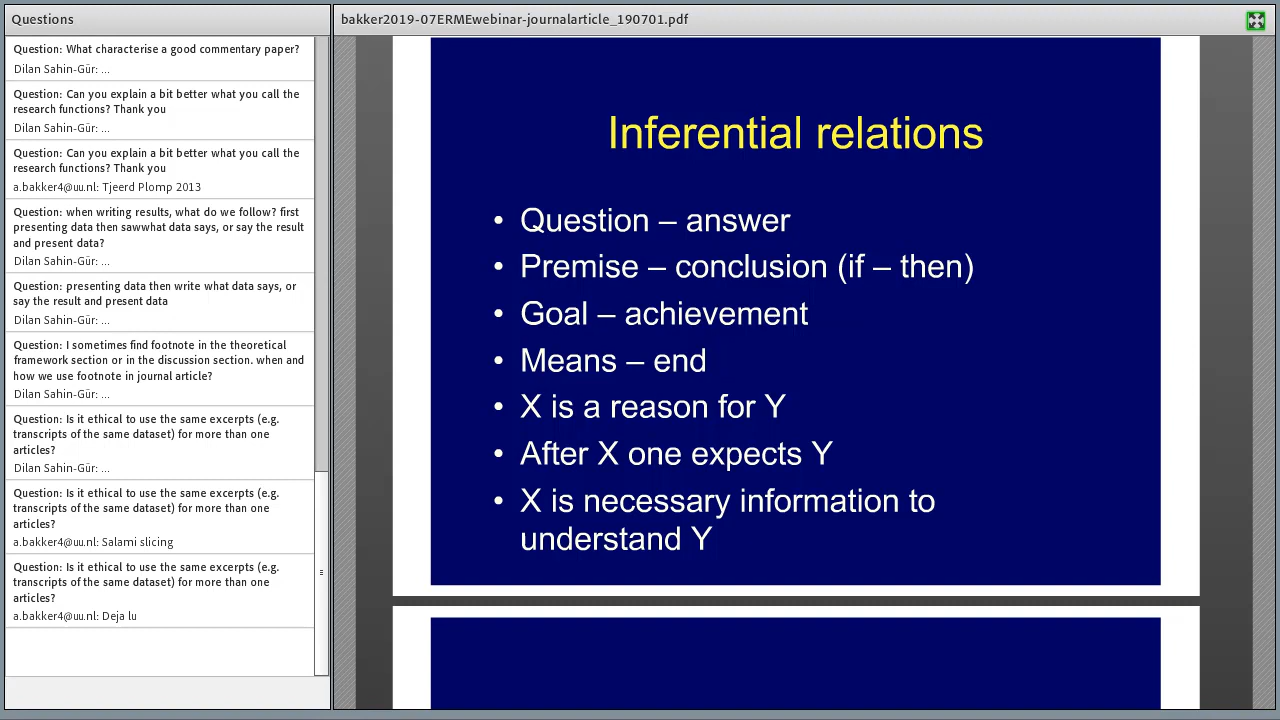 Questions
Question: What characterise a good commentary paper?
Dilan Sahin-Gür: ...
Question: Can you explain a bit better what you call the
research functions? Thank you
Dilan Sahin-Gür: ...
Question: Can you explain a bit better what you call the
research functions? Thank you
a.bakker4@uu.nl: Tjeerd Plomp 2013
Question: when writing results, what do we follow? first
presenting data then sawwhat data says, or say the result
and present data?
Dilan Sahin-Gür: ...
Question: presenting data then write what data says, or
say the result and present data
Dilan Sahin-Gür: ...
Question: I sometimes find footnote in the theoretical
framework section or in the discussion section. when and
how we use footnote in journal article?
Dilan Sahin-Gür: ...
Question: Is it ethical to use the same excerpts (e.g.
transcripts of the same dataset) for more than one
articles?
Dilan Sahin-Gür: ...
Question: Is it ethical to use the same excerpts (e.g.
transcripts of the same dataset) for more than one
articles?
a.bakker4@uu.nl: Salami slicing
Question: Is it ethical to use the same excerpts (e.g.
transcripts of the same dataset) for more than one
articles?
a.bakker4@uu.nl: Deja lu
bakker2019-07ERMEwebinar-journalarticle_190701.pdf
Inferential relations
• Question – answer
• Premise – conclusion (if – then)
• Goal – achievement
• Means – end
• X is a reason for Y
• After X one expects Y
• X is necessary information to
understand Y